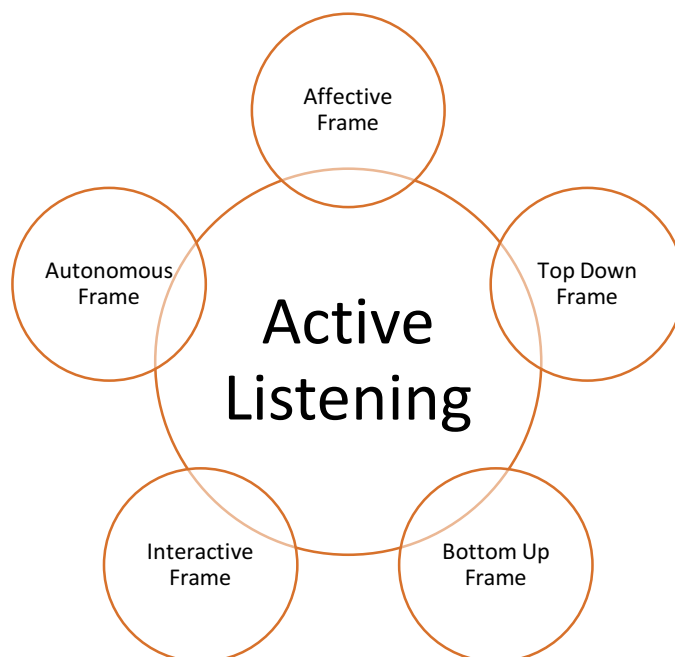 Affective
Frame
Autonomous
Frame
Top Down
Frame
Active
Listening
Interactive
Frame
Bottom Up
Frame